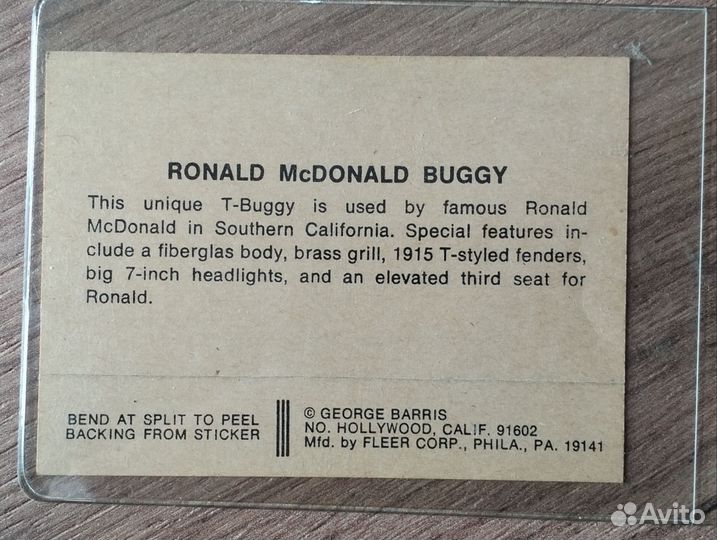 RONALD McDONALD BUGGY
This unique T-Buggy is used by famous Ronald
McDonald in Southern California. Special features in-
clude a fiberglas body, brass grill, 1915 T-styled fenders,
big 7-inch headlights, and an elevated third seat for
Ronald.
BEND AT SPLIT TO PEEL
BACKING FROM STICKER
© GEORGE BARRIS
NO. HOLLYWOOD, CALIF. 91602
Mfd. by FLEER CORP., PHILA., PA. 19141
Avito